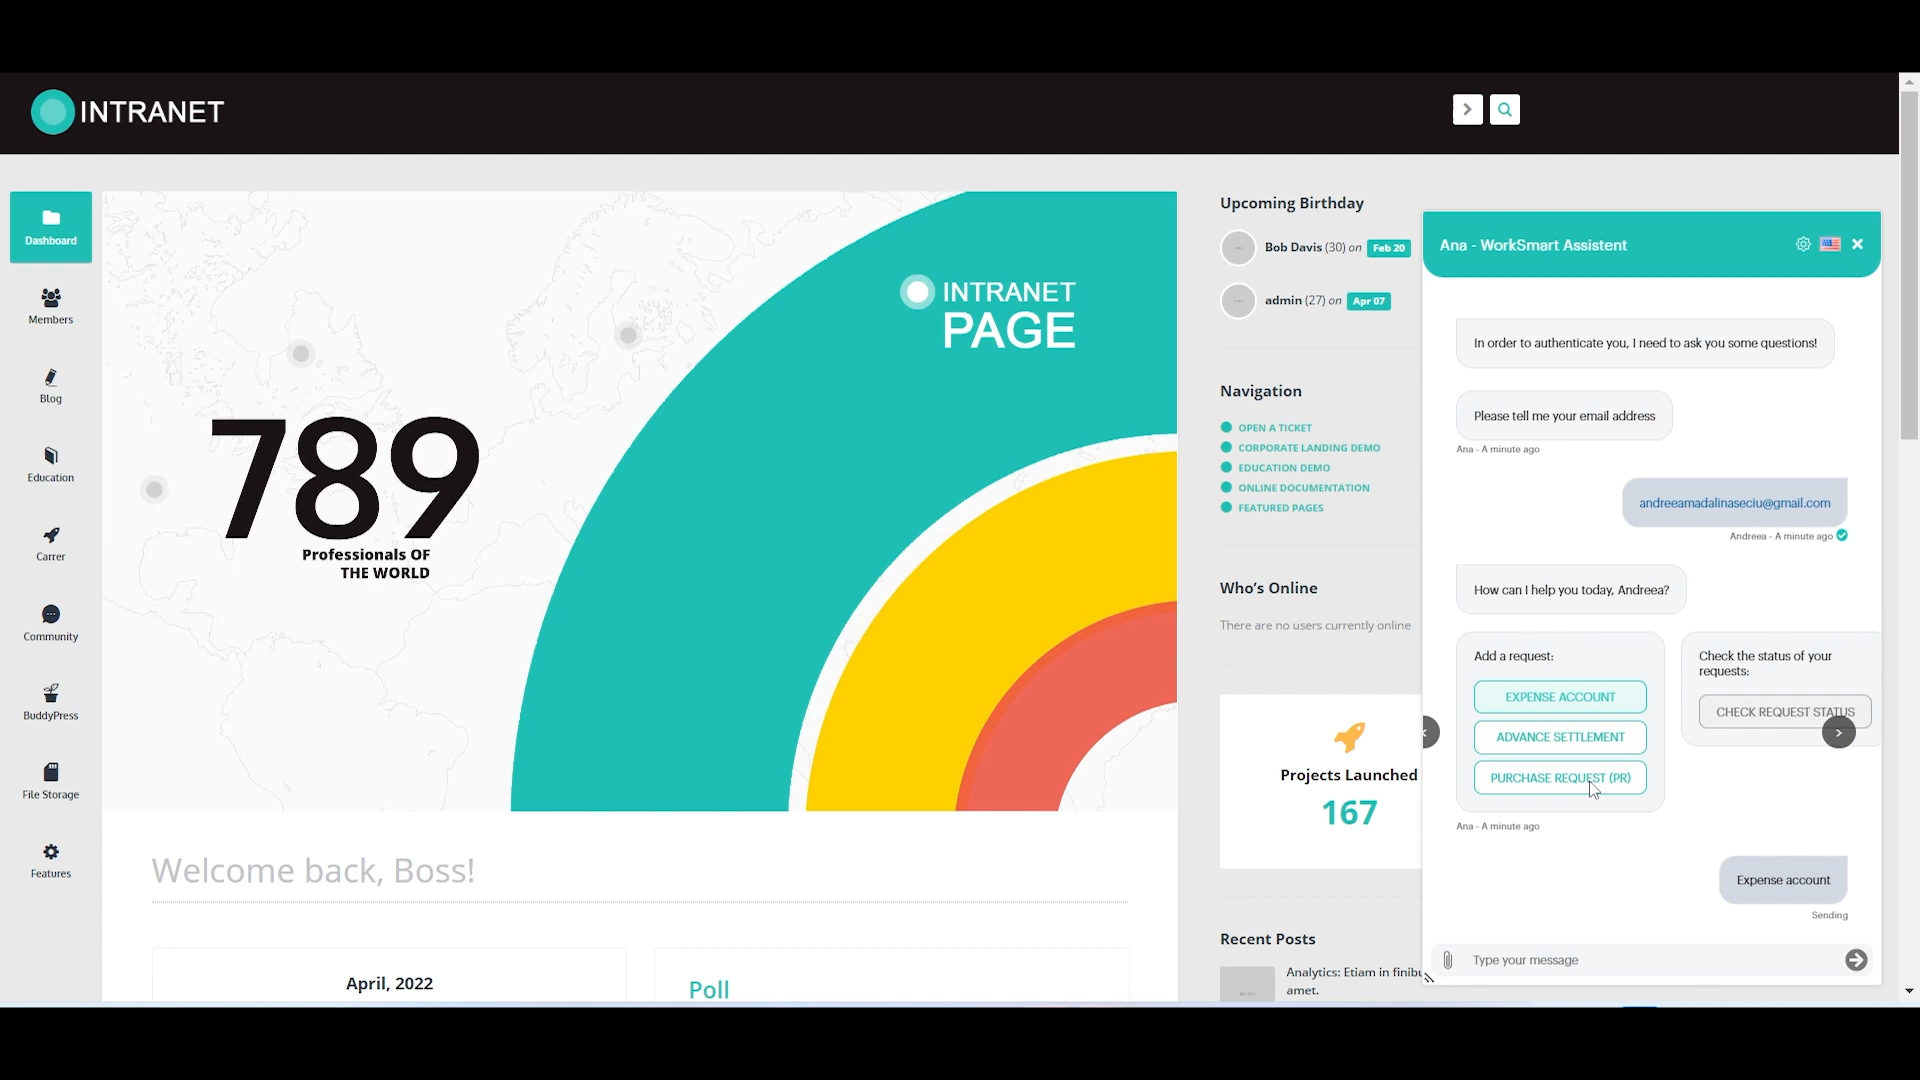 INTRANET
Dashboard
Members
Blog
Education
Carrer
Community
BuddyPress
File Storage
Features
INTRANET
PAGE
789
Professionals OF
THE WORLD
Welcome back, Boss!
April, 2022
Poll
Upcoming Birthday
Bob Davis (30) on Feb 20
admin (27) on Apr 07
Navigation
OPEN A TICKET
CORPORATE LANDING DEMO
EDUCATION DEMO
ONLINE DOCUMENTATION
FEATURED PAGES
Who's Online
There are no users currently online
Projects Launched
167
Recent Posts
Analytics: Etiam in finibu
amet.
Ana - WorkSmart Assistent
In order to authenticate you, I need to ask you some questions!
Please tell me your email address
Ana - A minute ago
andreeamadalinaseciu@gmail.com
Andreea - A minute ago
How can I help you today, Andreea?
Add a request:
EXPENSE ACCOUNT
ADVANCE SETTLEMENT
PURCHASE REQUEST (PR)
Check the status of your
requests:
CHECK REQUEST STATUS
Ana - A minute ago
Expense account
Sending
Type your message